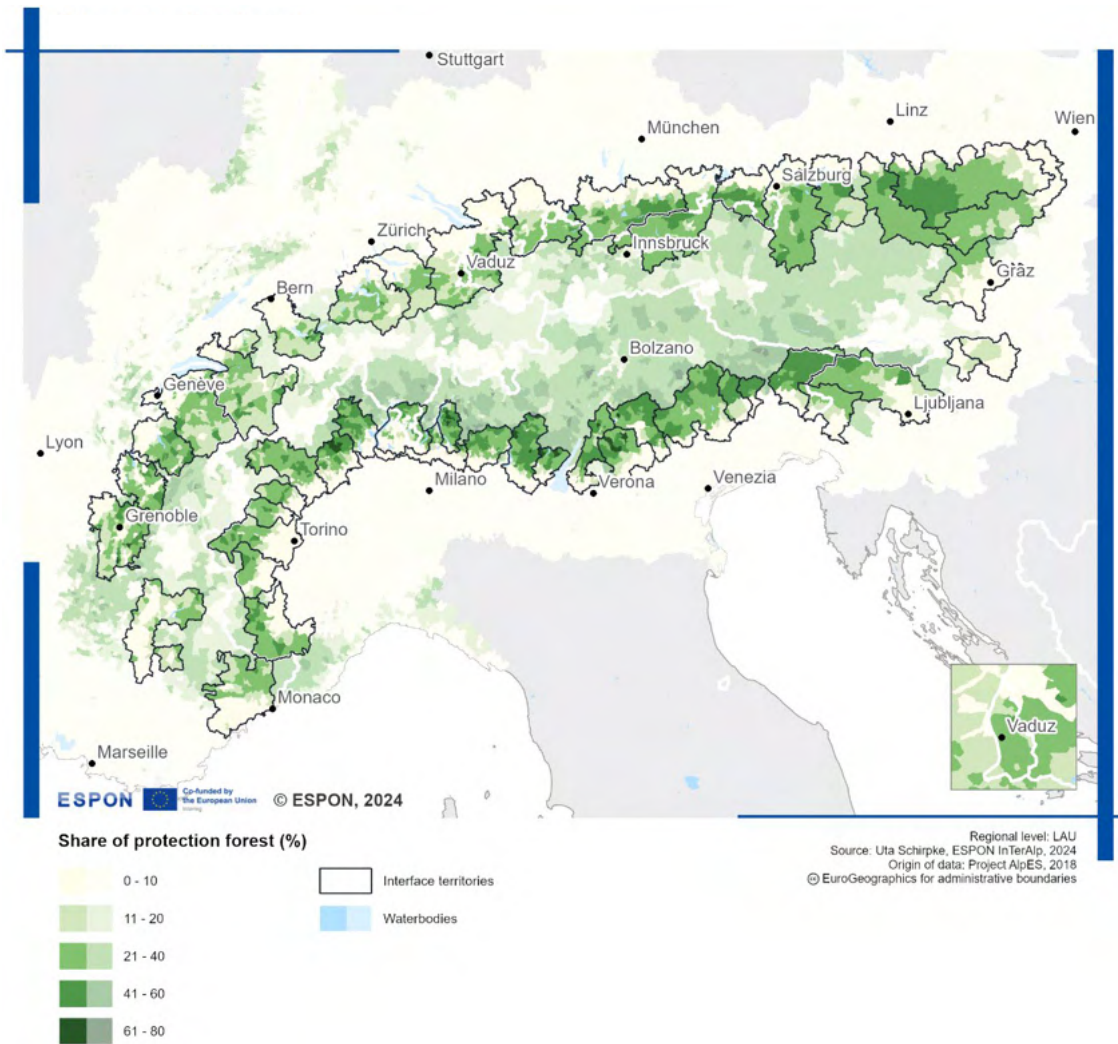 Stuttgart
Linz
Wien
München
Salzburg
Zürich
Innsbruck
Vaduz
Graz
Bern
Bolzano
Genève
Ljubljana
Lyon
Milano
Verona
Venezia
Grenoble
Torino
Monaco
Vaduz
Marseille
ESPON
Co-funded by
the European Union
Interreg
© ESPON, 2024
Share of protection forest (%)
0 - 10
11 - 20
21 - 40
41 - 60
61 - 80
Interface territories
Waterbodies
Regional level: LAU
Source: Uta Schirpke, ESPON InTerAlp, 2024
Origin of data: Project AlpES, 2018
EuroGeographics for administrative boundaries